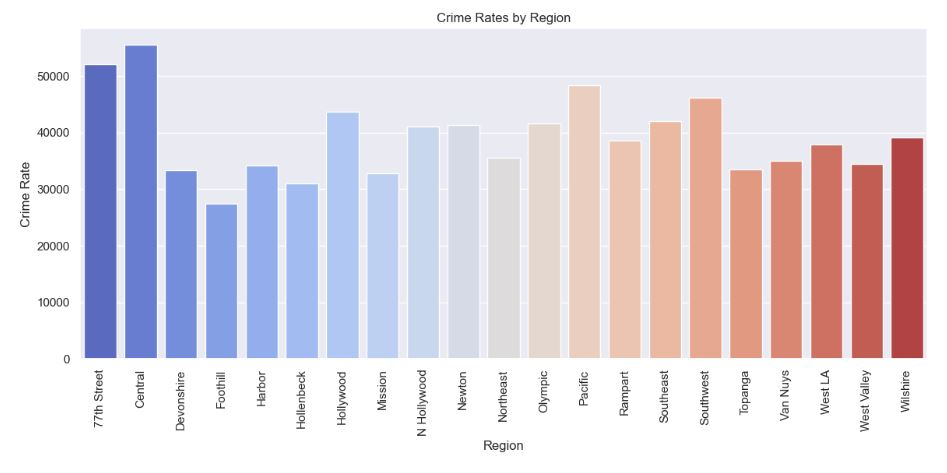 Crime Rates by Region
Crime Rate
50000
40000
30000
20000
10000
0
77th Street
Central
Devonshire
Foothill
Harbor
Hollenbeck
Hollywood
Mission
N Hollywood
Newton
Northeast
Olympic
Pacific
Rampart
Southeast
Southwest
Topanga
Van Nuys
West LA
West Valley
Wilshire
Region